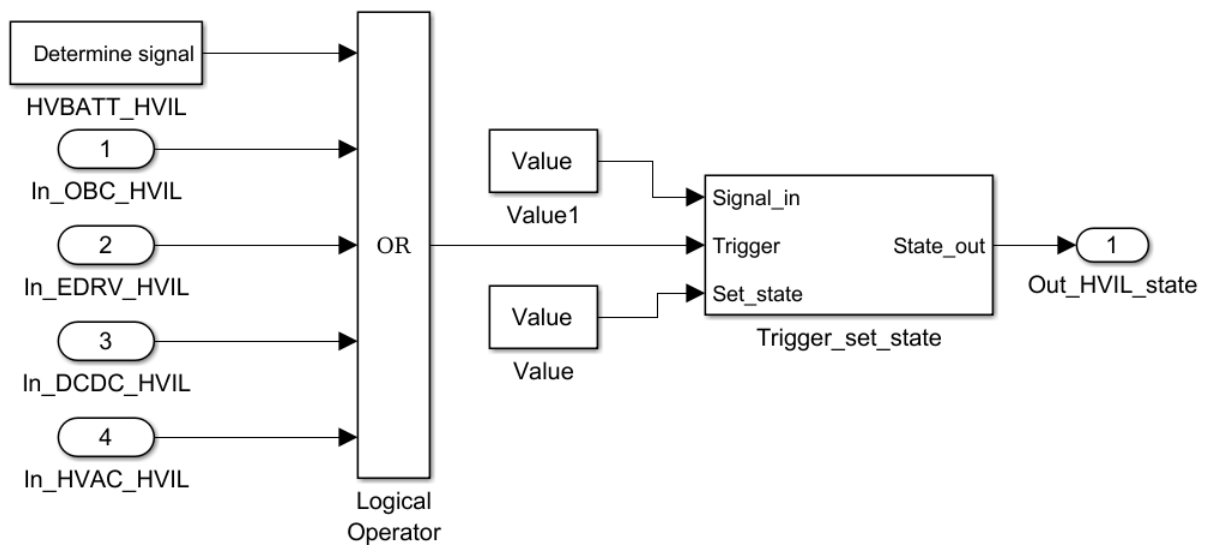 Determine signal
HVBATT_HVIL
1
In_OBC_HVIL
2
In_EDRV_HVIL
3
In_DCDC_HVIL
4
In_HVAC_HVIL
OR
Logical
Operator
Value
Value1
Value
Value
Signal_in
Trigger
Set_state
State_out
Trigger_set_state
1
Out_HVIL_state